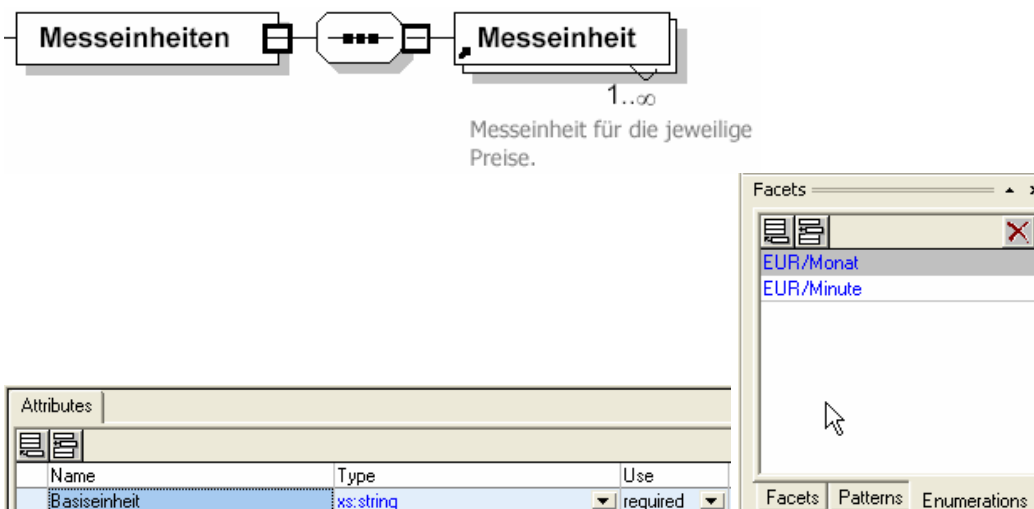 Messeinheiten
Messeinheit
1..∞
Messeinheit für die jeweilige
Preise.
Facets
EUR/Monat
EUR/Minute
Attributes
Name Type Use
Basiseinheit xs:string required
Facets Patterns Enumerations